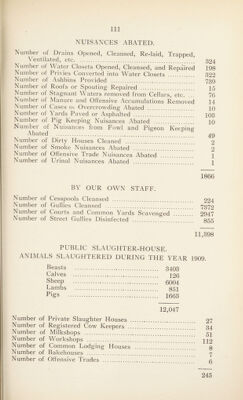 111
NUISANCES ABATED.
Number of Drains Opened, Cleansed, Re-laid, Trapped,
Ventilated, etc. 324
Number of Water Closets Opened, Cleansed, and Repaired 198
Number of Privies Converted into Water Closets 322
Number of Ashbins Provided 739
Number of Roofs or Spouting Repaired 15
Number of Stagnant Waters removed from Cellars, etc. 76
Number of Manure and Offensive Accumulations Removed 14
Number of Cases of Overcrowding Abated 10
Number of Yards Paved or Asphalted 103
Number of Pig Keeping Nuisances Abated 10
Number of Nuisances from Fowl and Pigeon Keeping
Abated 49
Number of Dirty Houses Cleaned 2
Number of Smoke Nuisances Abated 2
Number of Offensive Trade Nuisances Abated 1
Number of Urinal Nuisances Abated 1
1866
BY OUR OWN STAFF.
Number of Cesspools Cleansed 224
Number of Gullies Cleansed 7372
Number of Courts and Common Yards Scavenged 2947
Number of Street Gullies Disinfected 855
11,398
PUBLIC SLAUGHTER-HOUSE.
ANIMALS SLAUGHTERED DURING THE YEAR 1909.
Beasts 3403
Calves 126
Sheep 6004
Lambs 851
Pigs 1663
12,047
Number of Private Slaughter Houses 27
Number of Registered Cow Keepers 34
Number of Milkshops 51
Number of Workshops 112
Number of Common Lodging Houses 8
Number of Bakehouses 7
Number of Offensive Trades 6
245